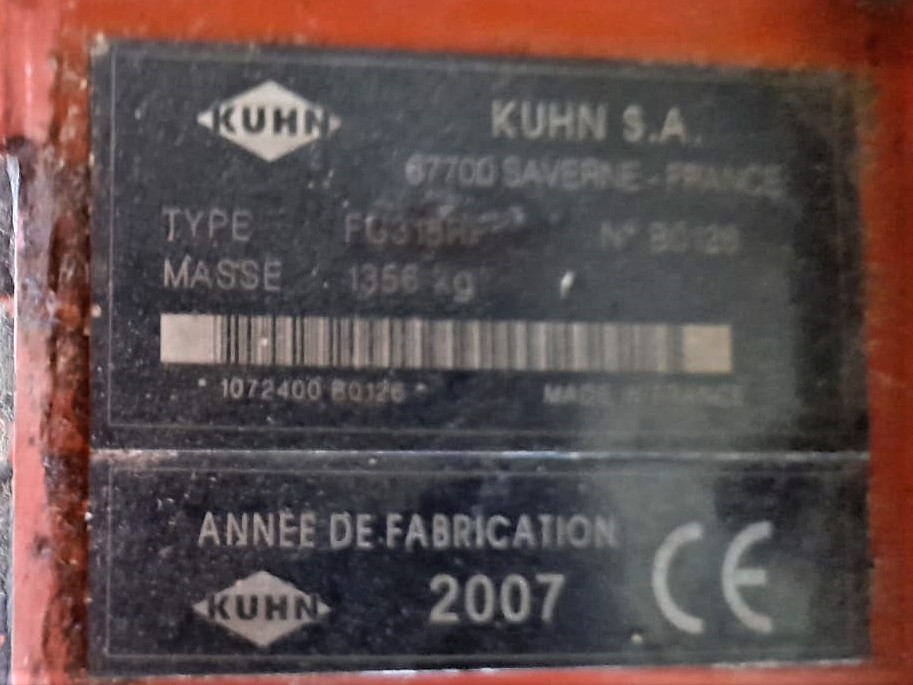 KUHN
KUHN S.A.
67700 SAVERNE - FRANCE
TYPE N° B0126
MASSE 1356 kg
* 1072400 B0126 * MADE IN FRANCE
ANNÉE DE FABRICATION
KUHN 2007 CE